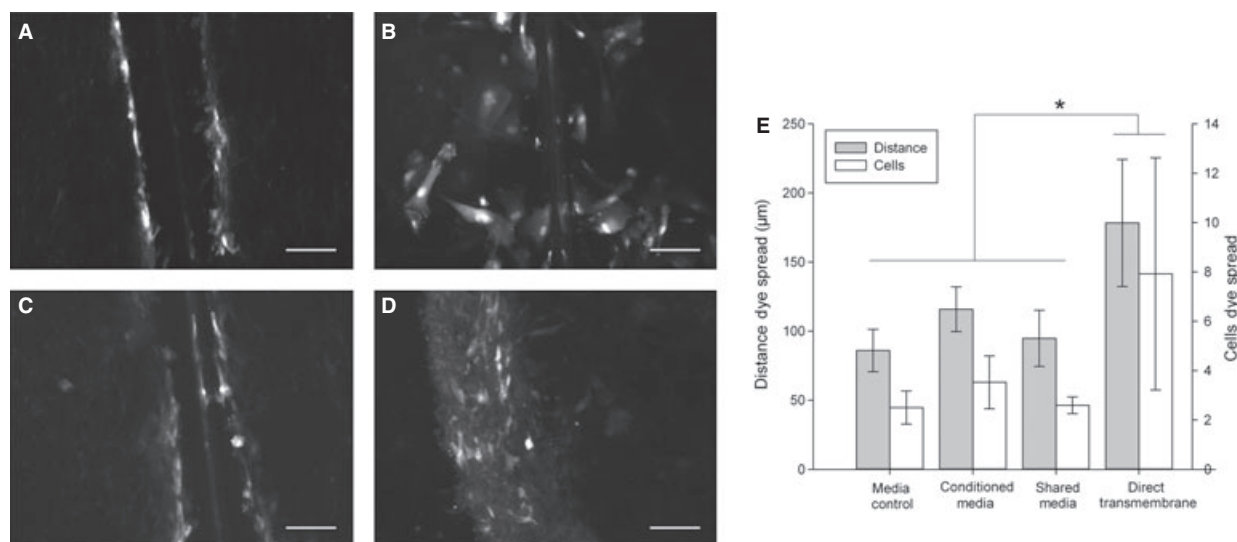 A
B
C
D
E
*
250
200
150
100
50
0
Distance dye spread (µm)
Distance
Cells
14
12
10
8
6
4
2
0
Cells dye spread
Media
control
Conditioned
media
Shared
media
Direct
transmembrane